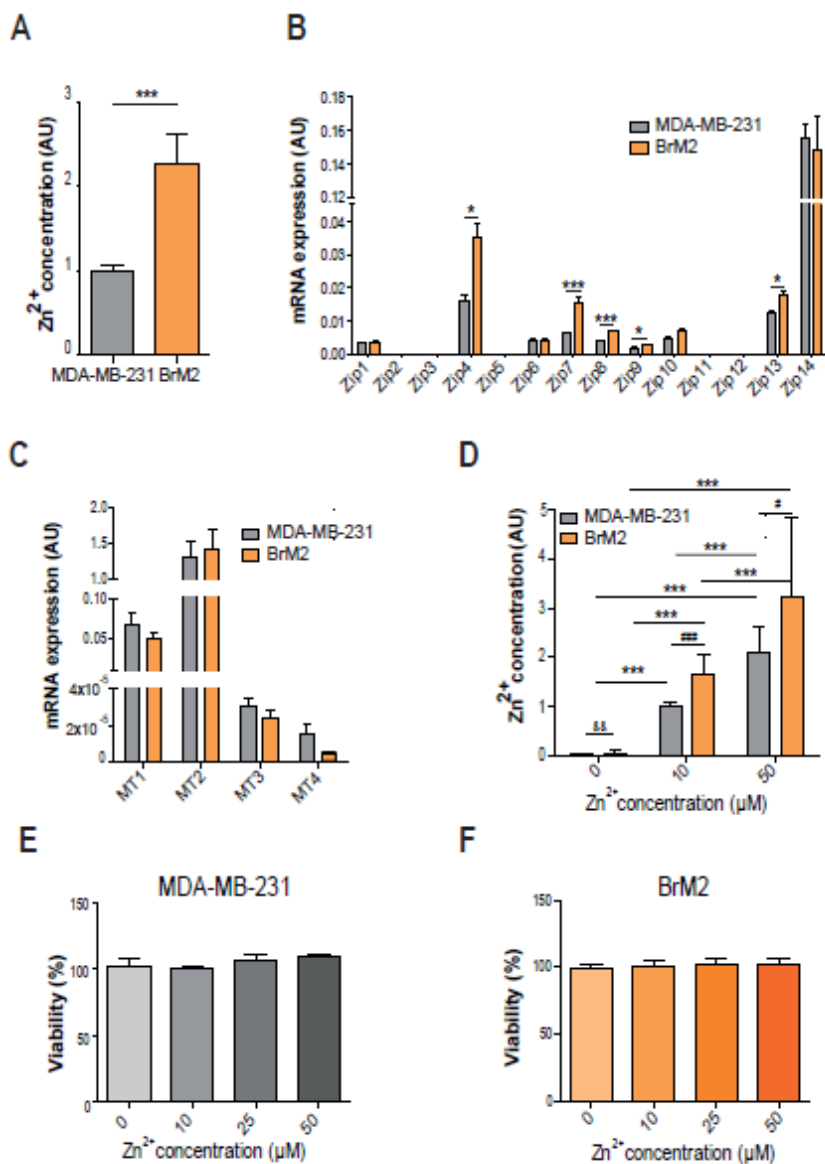 A
Zn2+ concentration (AU)
3
2
1
0
***
MDA-MB-231 BrM2
B
mRNA expression (AU)
0.18
0.16
0.14
0.12
0.04
0.03
0.02
0.01
0.00
MDA-MB-231
BrM2
*
***
***
*
*
Zip1 Zip2 Zip3 Zip4 Zip5 Zip6 Zip7 Zip8 Zip9 Zip10 Zip11 Zip12 Zip13 Zip14
C
mRNA expression (AU)
2.0
1.5
1.0
0.10
0.05
4x10-5
2x10-5
0
MDA-MB-231
BrM2
MT1 MT2 MT3 MT4
D
Zn2+ concentration (AU)
5
4
3
2
1
0
MDA-MB-231
BrM2
***
#
***
***
***
***
###
***
&&
0 10 50
Zn2+ concentration (µM)
E
MDA-MB-231
Viability (%)
150
100
50
0
0 10 25 50
Zn2+ concentration (µM)
F
BrM2
Viability (%)
150
100
50
0
0 10 25 50
Zn2+ concentration (µM)